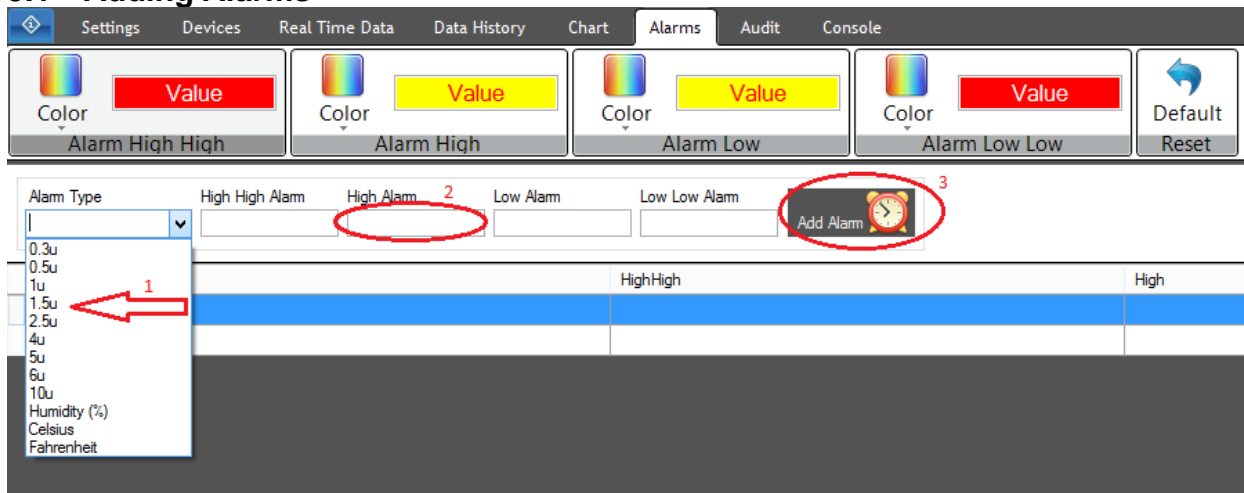 Adding Alarms
Settings Devices Real Time Data Data History Chart Alarms Audit Console
Color Value Color Value Color Value Color Value Default
Alarm High High Alarm High Alarm Low Alarm Low Low Reset
Alarm Type High High Alarm High Alarm 2 Low Alarm Low Low Alarm 3
Add Alarm
0.3u
0.5u
HighHigh High
1u 1
1.5u
2.5u
4u
5u
6u
10u
Humidity (%)
Celsius
Fahrenheit